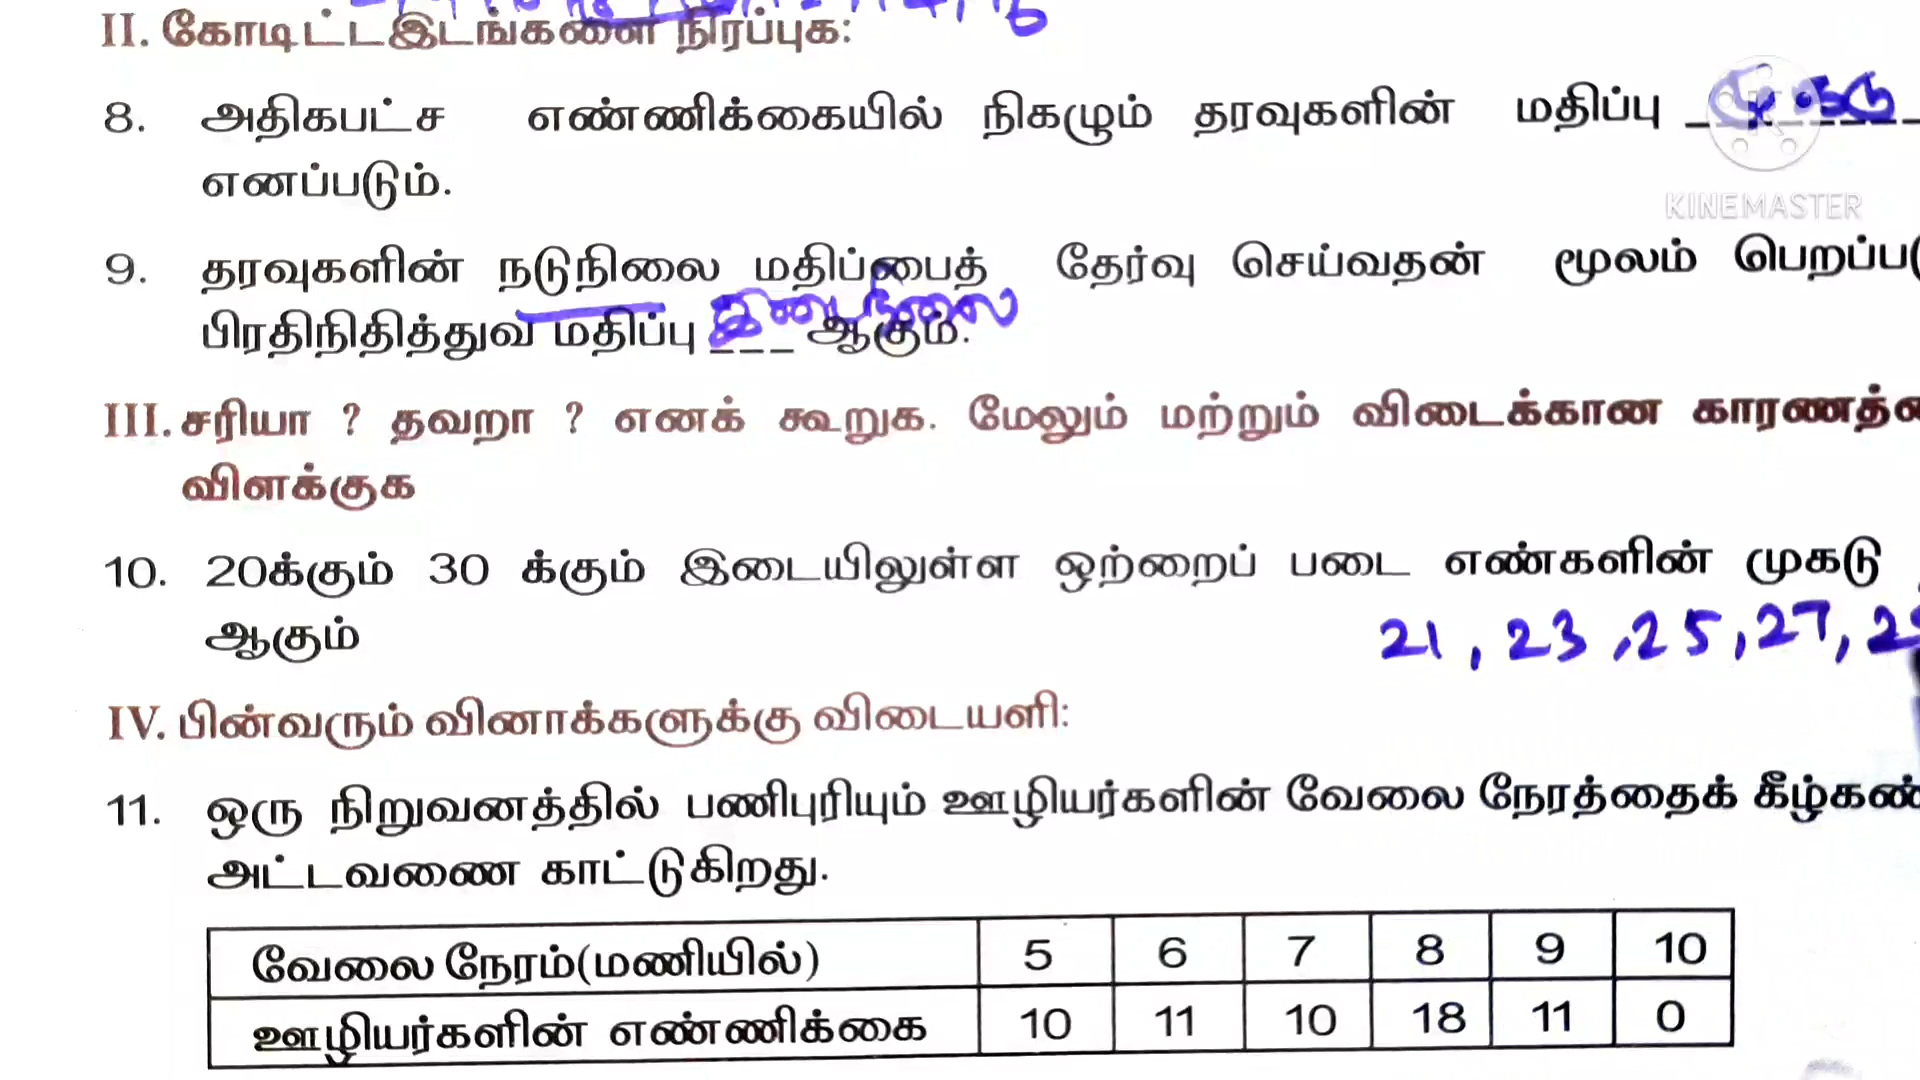 II. கோடிட்ட இடங்களை நிரப்புக:
8. அதிகபட்ச எண்ணிக்கையில் நிகழும் தரவுகளின் மதிப்பு _ முகடு
KINEMASTER
எனப்படும்.
9. தரவுகளின் நடுநிலை மதிப்பைத் தேர்வு செய்வதன் மூலம்
பிரதிநிதித்துவ மதிப்பு ___ இடைநிலை ஆகும்.
III. சரியா ? தவறா ? எனக் கூறுக. மேலும் மற்றும் விடைக்கான
விளக்குக
10. 20க்கும் 30 க்கும் இடையிலுள்ள ஒற்றைப் படை எண்களின் முகடு
ஆகும்
21, 23, 25, 27,
IV. பின்வரும் வினாக்களுக்கு விடையளி:
11. ஒரு நிறுவனத்தில் பணிபுரியும் ஊழியர்களின் வேலை நேரத்தைக்
அட்டவணை காட்டுகிறது.
வேலை நேரம்(மணியில்) 5 6 7 8 9 10
ஊழியர்களின் எண்ணிக்கை 10 11 10 18 11 0